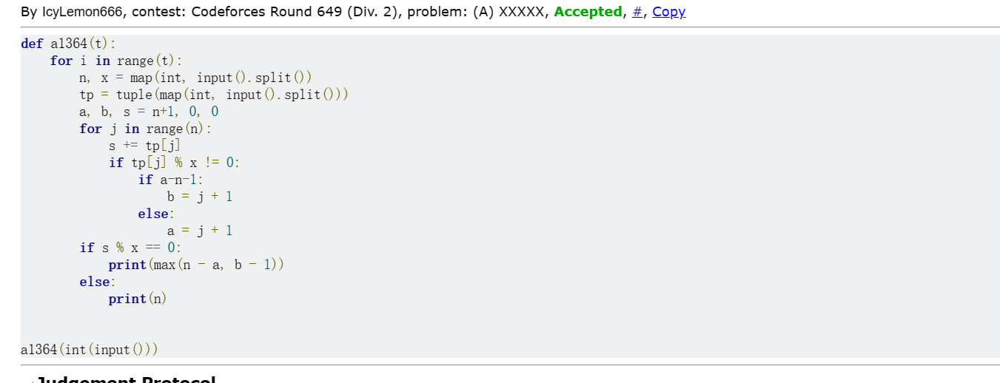 By IcyLemon666, contest: Codeforces Round 649 (Div. 2), problem: (A) XXXXX, Accepted, #, Copy
def a1364(t):
    for i in range(t):
        n, x = map(int, input().split())
        tp = tuple(map(int, input().split()))
        a, b, s = n+1, 0, 0
        for j in range(n):
            s += tp[j]
            if tp[j] % x != 0:
                if a-n-1:
                    b = j + 1
                else:
                    a = j + 1
        if s % x == 0:
            print(max(n - a, b - 1))
        else:
            print(n)
a1364(int(input()))
Judgement Protocol